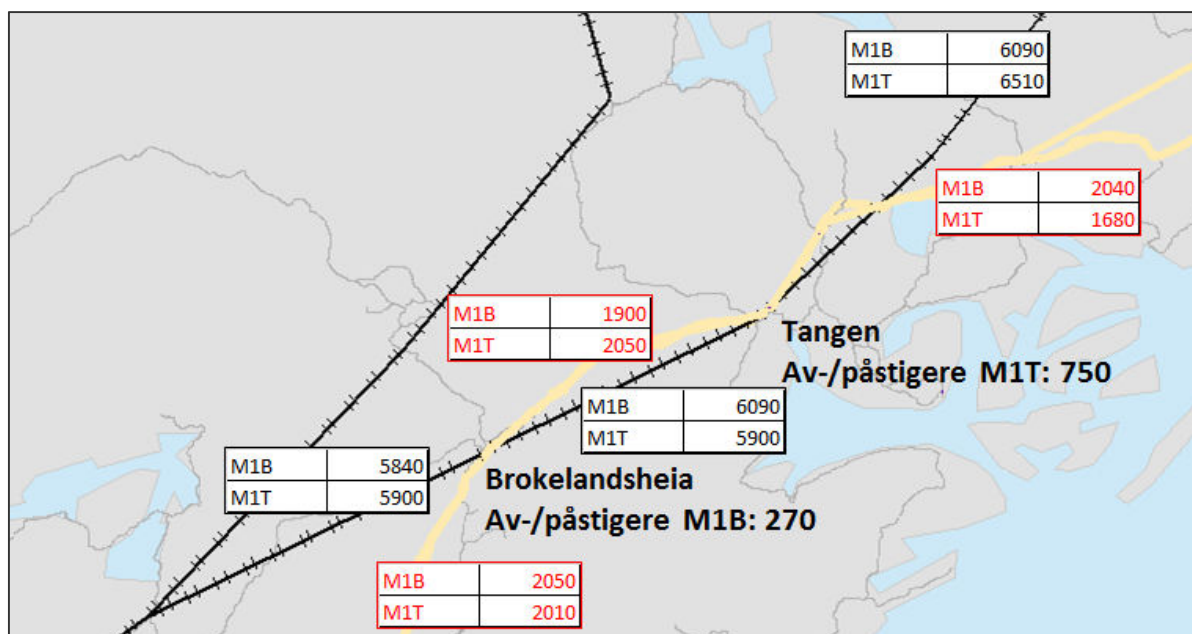 M1B 6090
M1T 6510
M1B 2040
M1T 1680
M1B 1900
M1T 2050
Tangen
Av-/påstigere M1T: 750
M1B 6090
M1T 5900
M1B 5840
M1T 5900
Brokelandsheia
Av-/påstigere M1B: 270
M1B 2050
M1T 2010